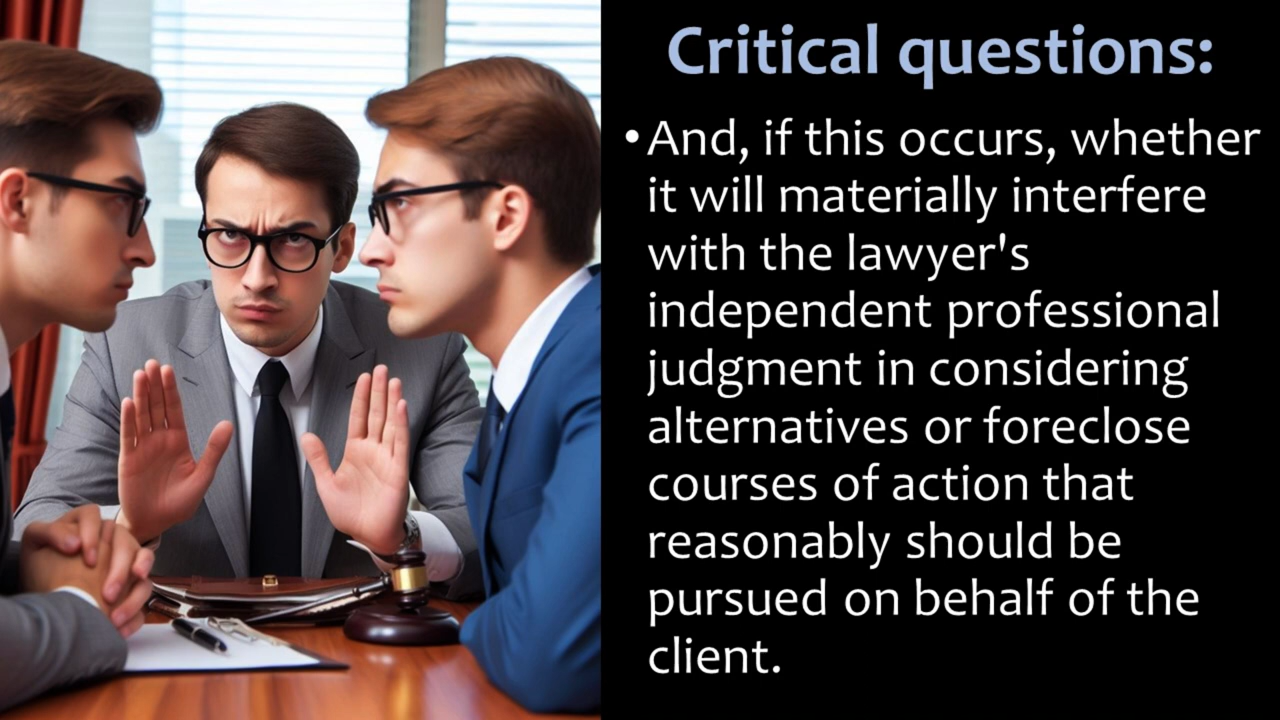 Critical questions:
•And, if this occurs, whether
it will materially interfere
with the lawyer's
independent professional
judgment in considering
alternatives or foreclose
courses of action that
reasonably should be
pursued on behalf of the
client.